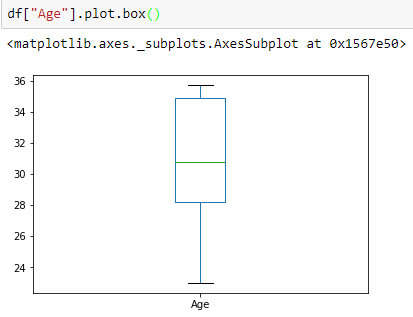 df["Age"].plot.box()
<matplotlib.axes._subplots.AxesSubplot at 0x1567e50>
36
34
32
30
28
26
24
Age